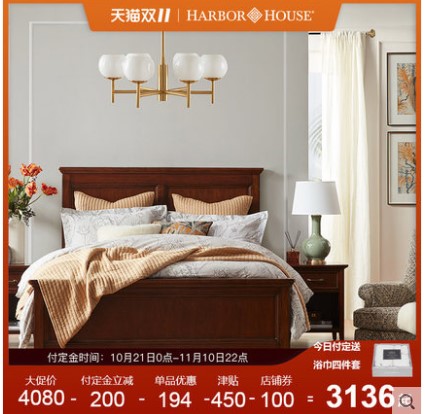 天猫双11 HARBOR HOUSE®
付定金时间：10月21日0点-11月10日22点
今日付定送
浴巾四件套
大促价 付定金立减 单品优惠 津贴 店铺券
4080 - 200 - 194 -450- 100 = 3136